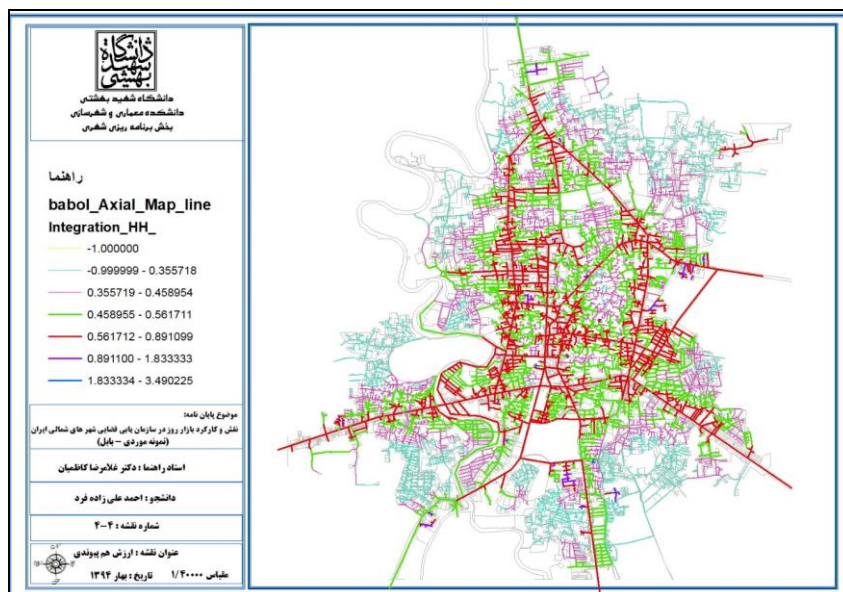 دانشگاه شهید بهشتی
دانشگاه شهید بهشتی
دانشکده معماری و شهرسازی
بخش برنامه ریزی شهری
راهنما
babol_Axial_Map_line
Integration_HH_
-1.000000
-0.999999 - 0.355718
0.355719 - 0.458954
0.458955 - 0.561711
0.561712 - 0.891099
0.891100 - 1.833333
1.833334 - 3.490225
موضوع پایان نامه:
نقش و کارکرد بازار روز در سازمان یابی فضایی شهر های شمالی ایران
(نمونه موردی - بابل)
استاد راهنما : دکتر غلامرضا کاظمیان
دانشجو : احمد علی زاده فرد
شماره نقشه : ۴-۴
عنوان نقشه : ارزش هم پیوندی
مقیاس ۱/۴۰۰۰۰ تاریخ : بهار ۱۳۹۴